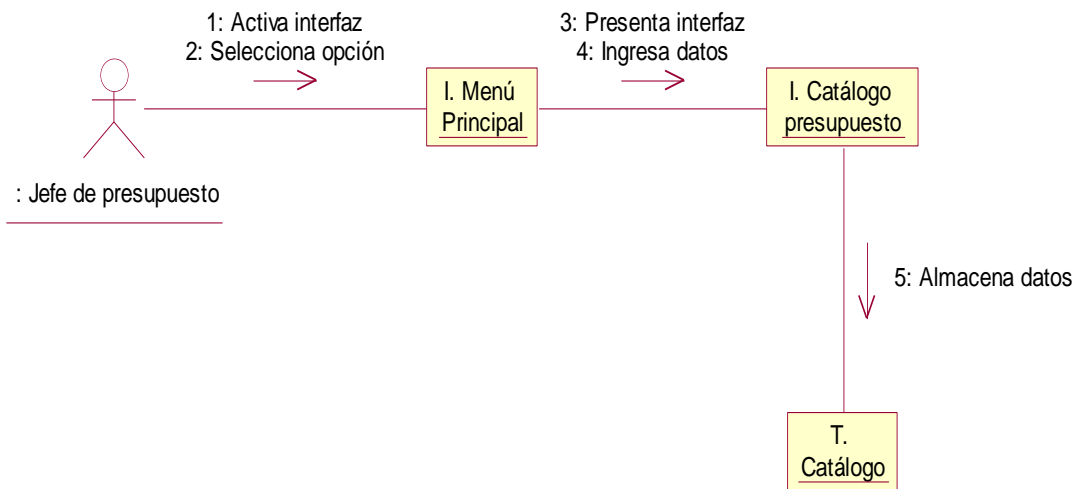 1: Activa interfaz
2: Selecciona opción
3: Presenta interfaz
4: Ingresa datos
I. Menú
Principal
I. Catálogo
presupuesto
: Jefe de presupuesto
5: Almacena datos
T.
Catálogo